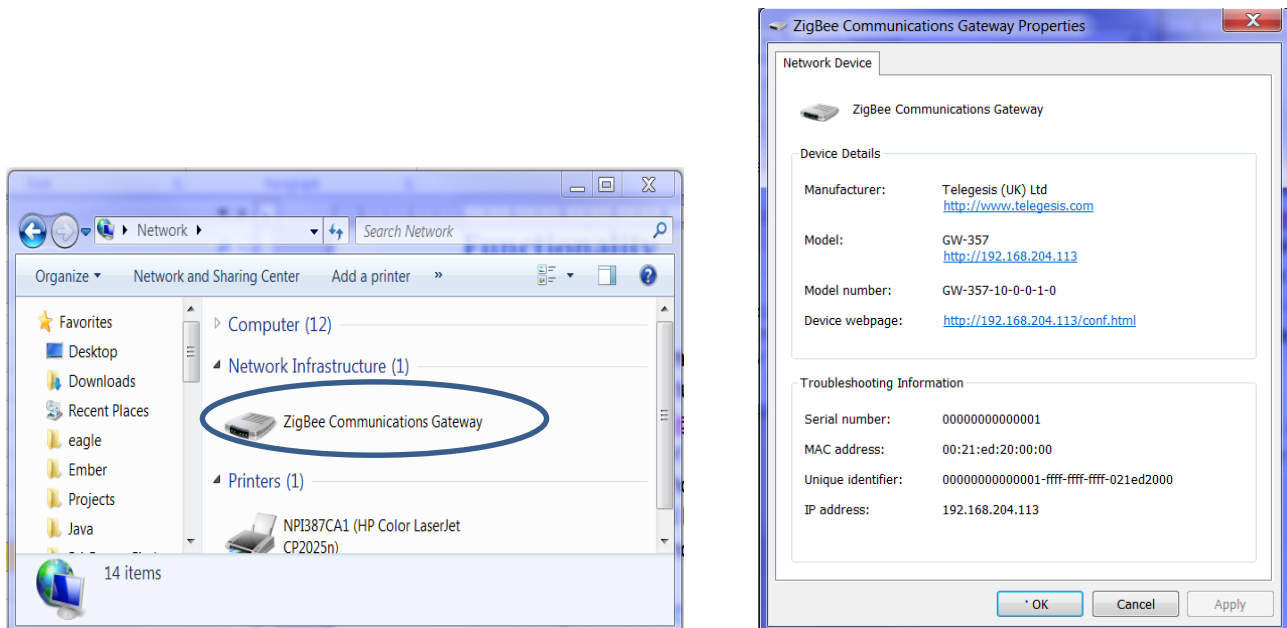 Network
Search Network
Functionality
Organize
Network and Sharing Center
Add a printer
»
Favorites
Desktop
Downloads
Recent Places
eagle
Ember
Projects
Java
Computer (12)
Network Infrastructure (1)
ZigBee Communications Gateway
Printers (1)
NPI387CA1 (HP Color LaserJet
CP2025n)
14 items
ZigBee Communications Gateway Properties
Network Device
ZigBee Communications Gateway
Device Details
Manufacturer: Telegesis (UK) Ltd
http://www.telegesis.com
Model: GW-357
http://192.168.204.113
Model number: GW-357-10-0-0-1-0
Device webpage: http://192.168.204.113/conf.html
Troubleshooting Information
Serial number: 00000000000001
MAC address: 00:21:ed:20:00:00
Unique identifier: 00000000000001-ffff-ffff-ffff-021ed2000
IP address: 192.168.204.113
OK Cancel Apply